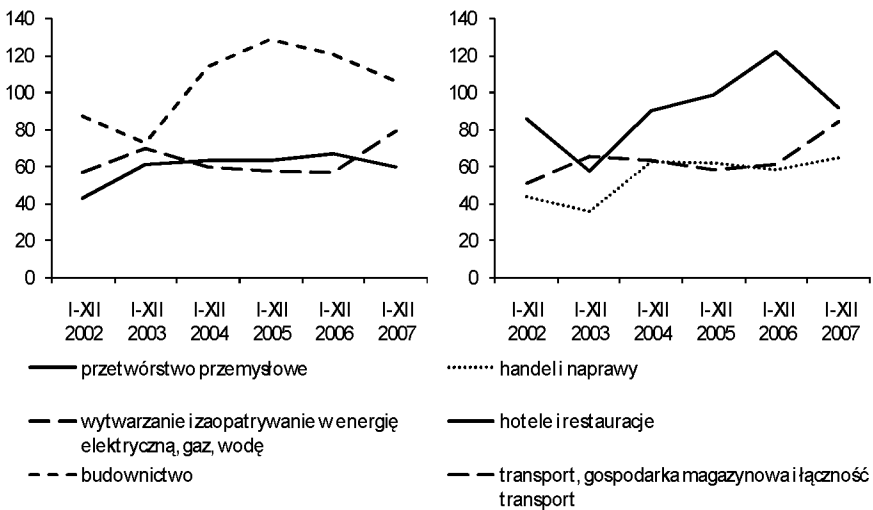 140
120
100
80
60
40
20
0
I-XII 2002
I-XII 2003
I-XII 2004
I-XII 2005
I-XII 2006
I-XII 2007
przetwórstwo przemysłowe
wytwarzanie i zaopatrywanie w energię
elektryczną, gaz, wodę
budownictwo
140
120
100
80
60
40
20
0
I-XII 2002
I-XII 2003
I-XII 2004
I-XII 2005
I-XII 2006
I-XII 2007
handel i naprawy
hotele i restauracje
transport, gospodarka magazynowa i łączność
transport